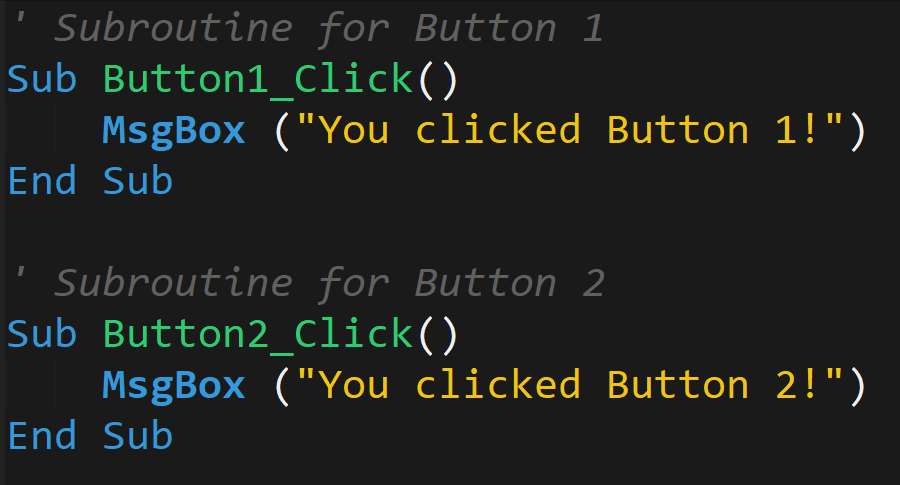 ' Subroutine for Button 1
Sub Button1_Click()
    MsgBox ("You clicked Button 1!")
End Sub

' Subroutine for Button 2
Sub Button2_Click()
    MsgBox ("You clicked Button 2!")
End Sub